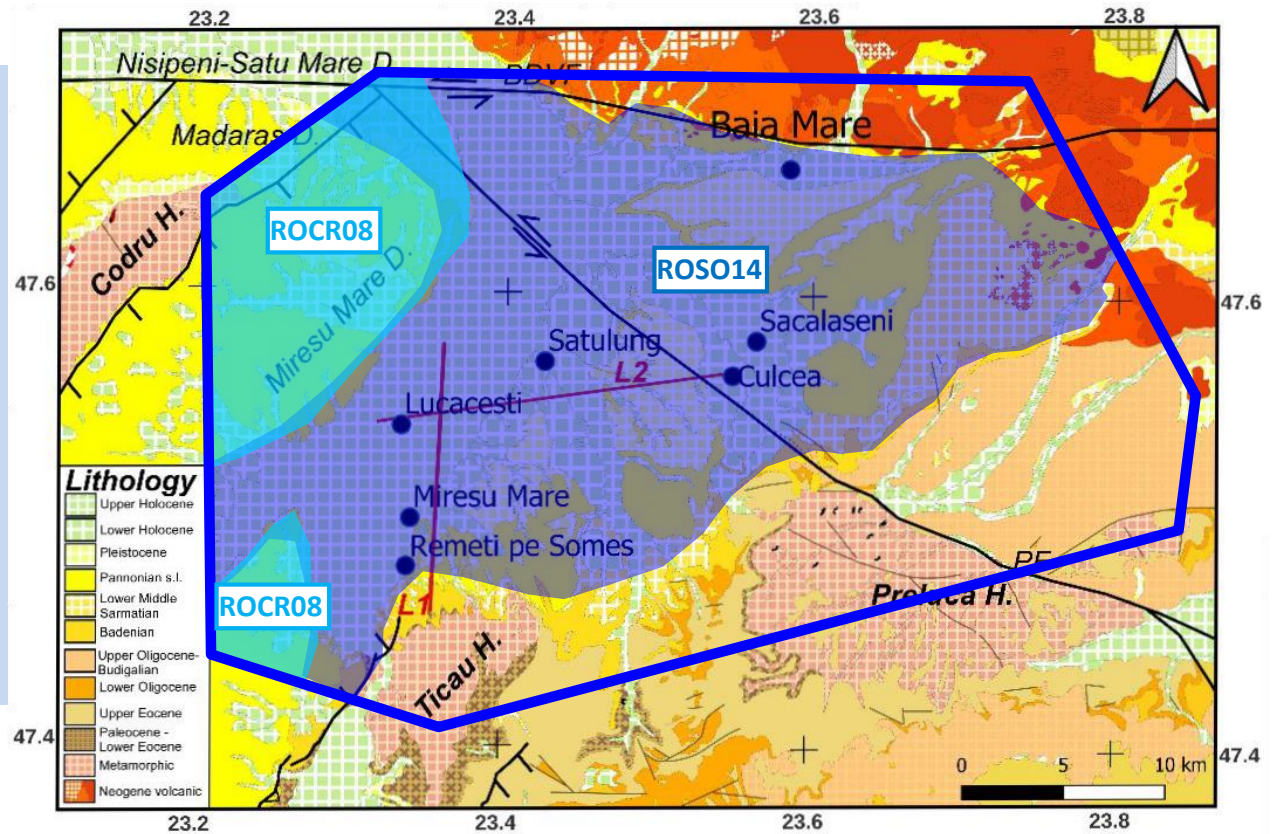 23.2 23.4 23.6 23.8
Nisipeni-Satu Mare D.
BDVF
Madaras D.
Baia Mare
Codru H.
ROCR08
ROSO14
47.6
47.6
Miresu Mare D.
Sacalaseni
Satulung
L2
Culcea
Lucacesti
Lithology
Upper Holocene
Lower Holocene
Pleistocene
Pannonian s.l.
Lower Middle
Sarmatian
Badenian
Upper Oligocene-
Budigalian
Lower Oligocene
Upper Eocene
Paleocene -
Lower Eocene
Metamorphic
Neogene volcanic
Miresu Mare
Remeti pe Somes
PF
ROCR08
L1
Preluca H.
Ticau H.
47.4
47.4
0 5 10 km
23.2 23.4 23.6 23.8